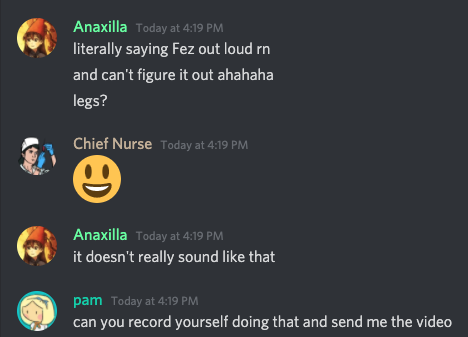 Anaxilla Today at 4:19 PM
literally saying Fez out loud rn
and can't figure it out ahahaha
legs?
Chief Nurse Today at 4:19 PM
Anaxilla Today at 4:19 PM
it doesn't really sound like that
pam Today at 4:19 PM
can you record yourself doing that and send me the video